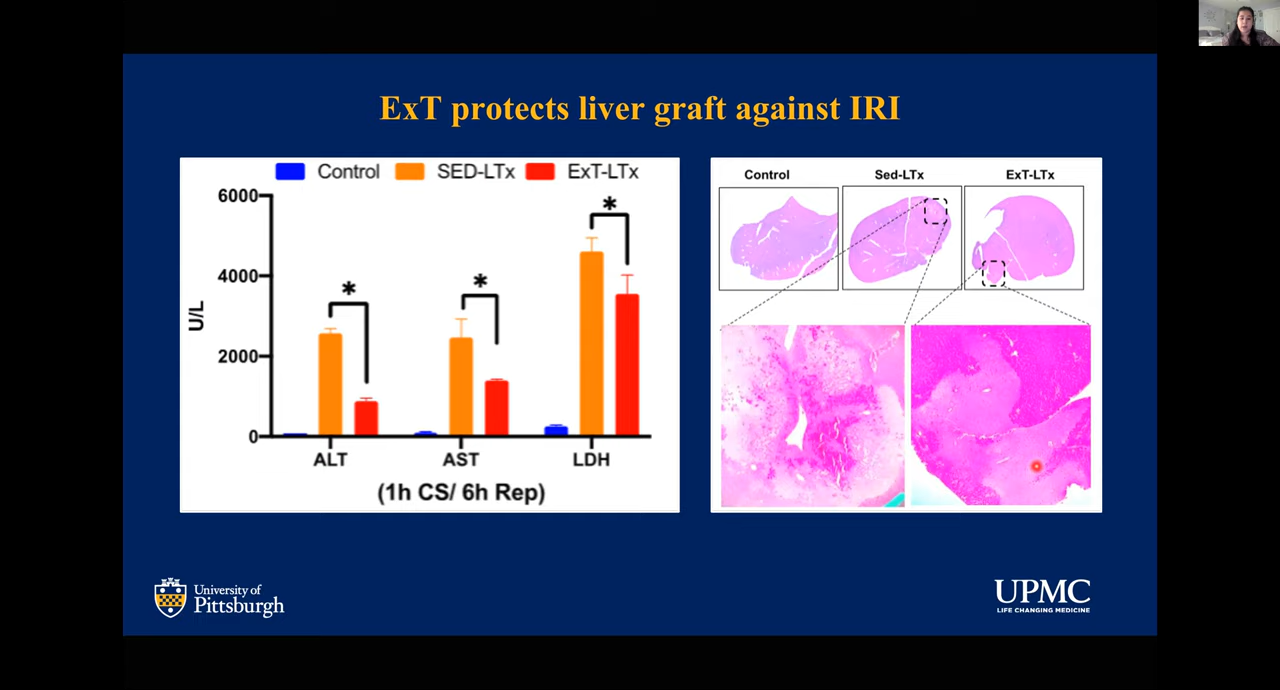 ExT protects liver graft against IRI
Control SED-LTx ExT-LTx
6000
4000
2000
0
U/L
*
*
*
ALT AST LDH
(1h CS/ 6h Rep)
Control Sed-LTx ExT-LTx
University of
Pittsburgh
UPMC
LIFE CHANGING MEDICINE